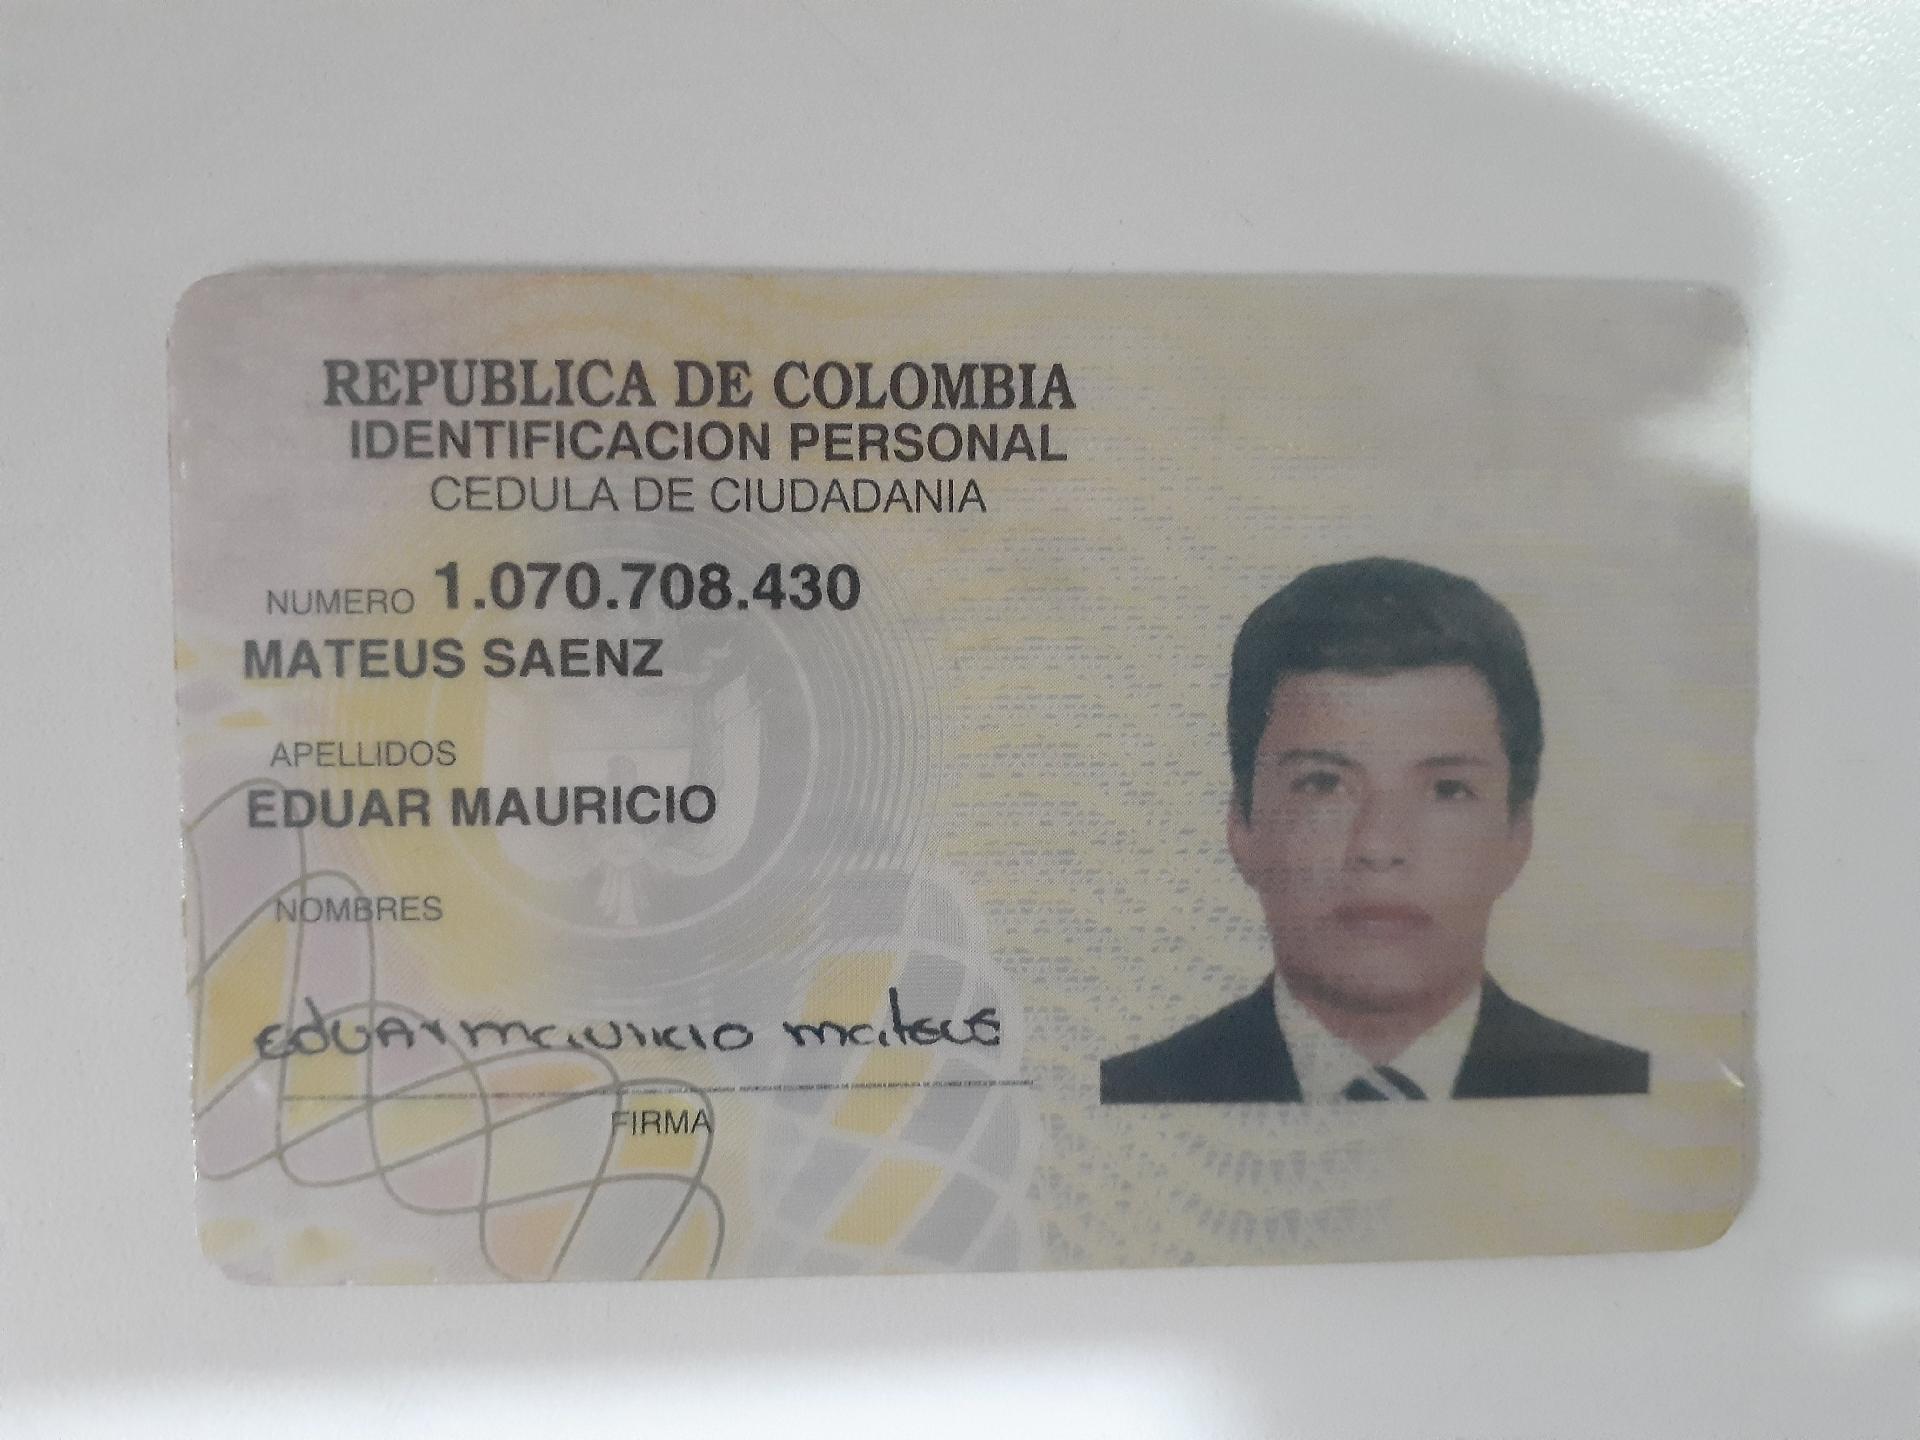 REPUBLICA DE COLOMBIA
IDENTIFICACION PERSONAL
CEDULA DE CIUDADANIA
NUMERO 1.070.708.430
MATEUS SAENZ
APELLIDOS
EDUAR MAURICIO
NOMBRES
EDUAR mauricio mateus
FIRMA